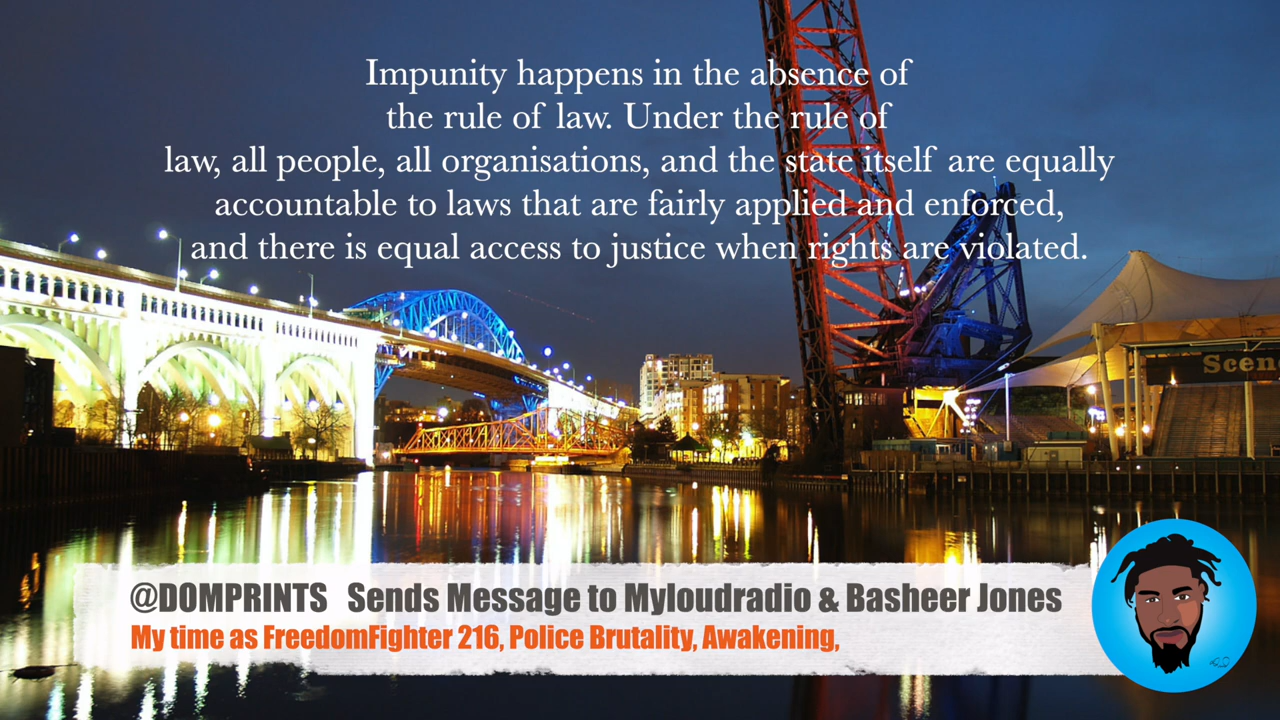 Impunity happens in the absence of
the rule of law. Under the rule of
law, all people, all organisations, and the state itself are equally
accountable to laws that are fairly applied and enforced,
and there is equal access to justice when rights are violated.
Scen
@DOMPRINTS Sends Message to Myloudradio & Basheer Jones
My time as FreedomFighter 216, Police Brutality, Awakening,